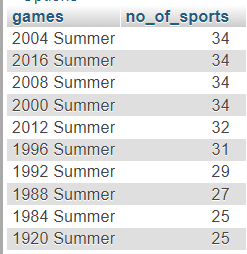 Options
games no_of_sports
2004 Summer 34
2016 Summer 34
2008 Summer 34
2000 Summer 34
2012 Summer 32
1996 Summer 31
1992 Summer 29
1988 Summer 27
1984 Summer 25
1920 Summer 25